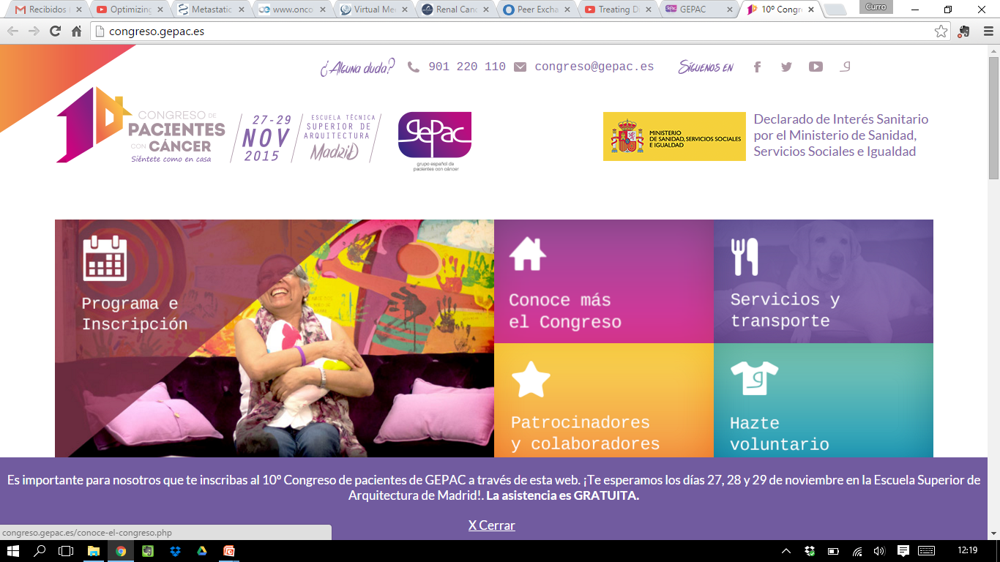 Recibidos
Optimizing
Metastatic
www.onco
Virtual Me
Renal Canc
Peer Excha
Treating D
GEPAC
10º Congr
Curro
congreso.gepac.es
¿Alguna duda?
901 220 110
congreso@gepac.es
Síguenos en
CONGRESO DE
PACIENTES
CON CÁNCER
Siéntete como en casa
27-29
NOV
2015
ESCUELA TÉCNICA
SUPERIOR DE
ARQUITECTURA
Madrid
gepac
grupo español de
pacientes con cáncer
MINISTERIO
DE SANIDAD, SERVICIOS SOCIALES
E IGUALDAD
Declarado de Interés Sanitario
por el Ministerio de Sanidad,
Servicios Sociales e Igualdad
Programa e
Inscripción
Conoce más
el Congreso
Servicios y
transporte
Patrocinadores
y colaboradores
Hazte
voluntario
Es importante para nosotros que te inscribas al 10º Congreso de pacientes de GEPAC a través de esta web. ¡Te esperamos los días 27, 28 y 29 de noviembre en la Escuela Superior de
Arquitectura de Madrid!. La asistencia es GRATUITA.
X Cerrar
congreso.gepac.es/conoce-el-congreso.php
12:19